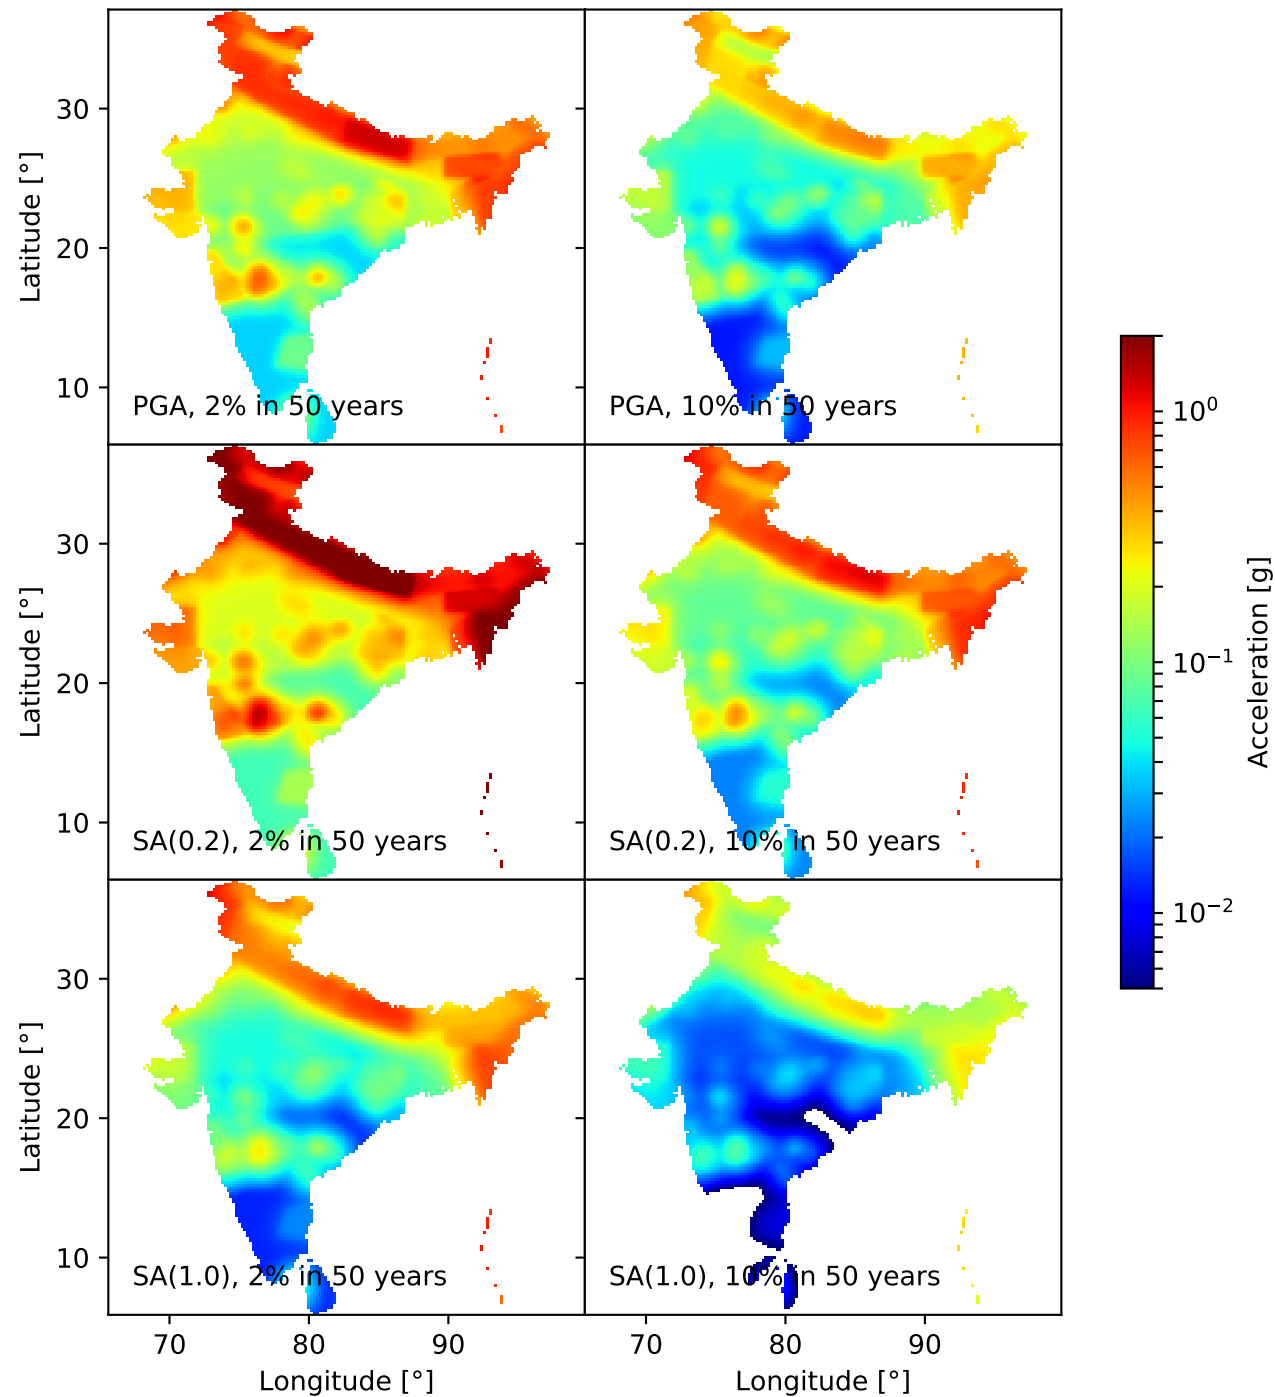 30
20
10
Latitude [°]
PGA, 2% in 50 years
PGA, 10% in 50 years
30
20
10
Latitude [°]
SA(0.2), 2% in 50 years
SA(0.2), 10% in 50 years
30
20
10
Latitude [°]
SA(1.0), 2% in 50 years
SA(1.0), 10% in 50 years
70 80 90
70 80 90
Longitude [°]
Longitude [°]
10⁰
10⁻¹
10⁻²
Acceleration [g]